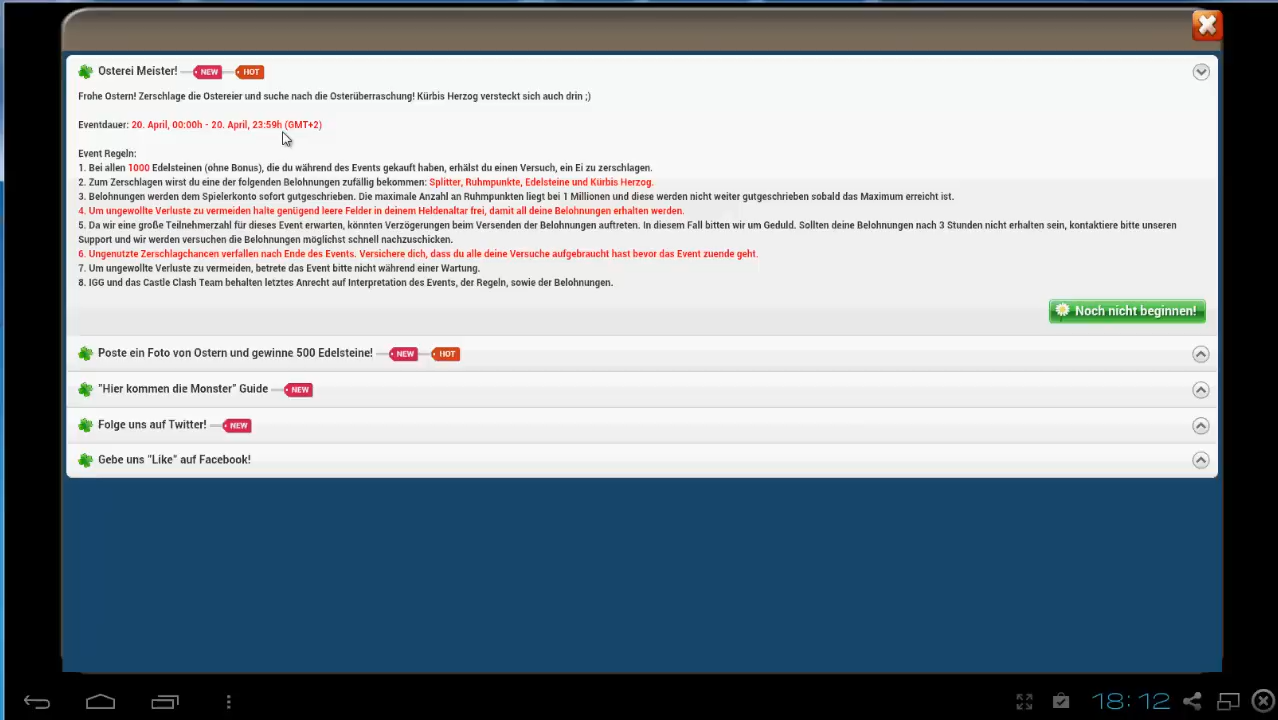 Osterei Meister! NEW HOT
Frohe Ostern! Zerschlage die Ostereier und suche nach die Osterüberraschung! Kürbis Herzog versteckt sich auch drin ;)
Eventdauer: 20. April, 00:00h - 20. April, 23:59h (GMT+2)
Event Regeln:
1. Bei allen 1000 Edelsteinen (ohne Bonus), die du während des Events gekauft haben, erhälst du einen Versuch, ein Ei zu zerschlagen.
2. Zum Zerschlagen wirst du eine der folgenden Belohnungen zufällig bekommen: Splitter, Ruhmpunkte, Edelsteine und Kürbis Herzog.
3. Belohnungen werden dem Spielerkonto sofort gutgeschrieben. Die maximale Anzahl an Ruhmpunkten liegt bei 1 Millionen und diese werden nicht weiter gutgeschrieben sobald das Maximum erreicht ist.
4. Um ungewollte Verluste zu vermeiden halte genügend leere Felder in deinem Heldenaltar frei, damit all deine Belohnungen erhalten werden.
5. Da wir eine große Teilnehmerzahl für dieses Event erwarten, könnten Verzögerungen beim Versenden der Belohnungen auftreten. In diesem Fall bitten wir um Geduld. Sollten deine Belohnungen nach 3 Stunden nicht erhalten sein, kontaktiere bitte unseren
Support und wir werden versuchen die Belohnungen möglichst schnell nachzuschicken.
6. Ungenutzte Zerschlagchancen verfallen nach Ende des Events. Versichere dich, dass du alle deine Versuche aufgebraucht hast bevor das Event zuende geht.
7. Um ungewollte Verluste zu vermeiden, betrete das Event bitte nicht während einer Wartung.
8. IGG und das Castle Clash Team behalten letztes Anrecht auf Interpretation des Events, der Regeln, sowie der Belohnungen.
Noch nicht beginnen!
Poste ein Foto von Ostern und gewinne 500 Edelsteine! NEW HOT
"Hier kommen die Monster" Guide NEW
Folge uns auf Twitter! NEW
Gebe uns "Like" auf Facebook!
18:12